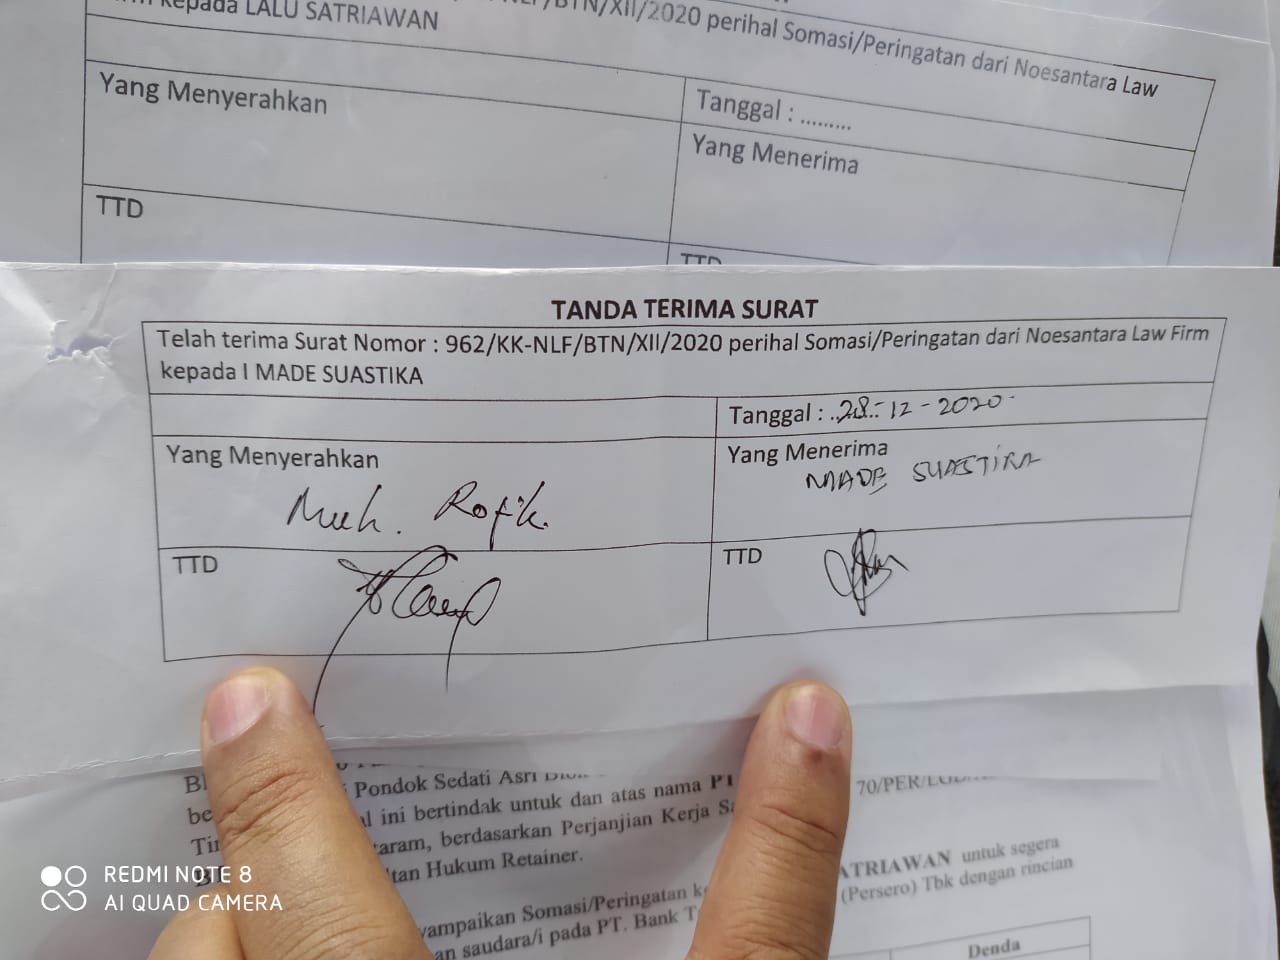 kepada LALU SATRIAWAN
/BTN/XII/2020 perihal Somasi/Peringatan dari Noesantara Law
Yang Menyerahkan
Tanggal : .........
Yang Menerima
TTD
TTD
TANDA TERIMA SURAT
Telah terima Surat Nomor : 962/KK-NLF/BTN/XII/2020 perihal Somasi/Peringatan dari Noesantara Law Firm
kepada I MADE SUASTIKA
Tanggal : 28-12-2020
Yang Menyerahkan
Yang Menerima
Muh. Rofik.
MADE SUASTIKA
TTD
TTD
Pondok Sedati Asri
70/PER/
ini bertindak untuk dan atas nama
berdasarkan Perjanjian Kerja
Hukum Retainer.
ATRIAWAN untuk segera
ampaikan Somasi/Peringatan
(Persero) Tbk dengan rincian
an saudara/i pada PT. Bank
Denda
REDMI NOTE 8
AI QUAD CAMERA